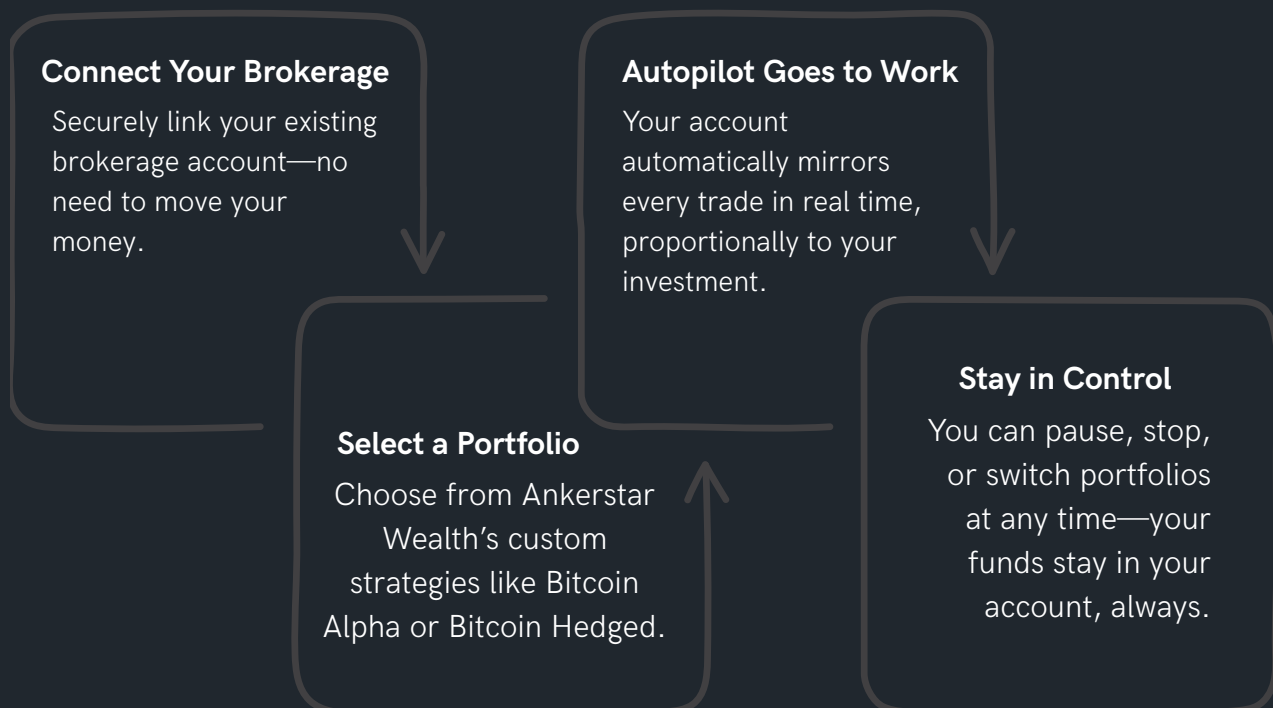 Connect Your Brokerage
Securely link your existing
brokerage account—no
need to move your
money.
Select a Portfolio
Choose from Ankerstar
Wealth’s custom
strategies like Bitcoin
Alpha or Bitcoin Hedged.
Autopilot Goes to Work
Your account
automatically mirrors
every trade in real time,
proportionally to your
investment.
Stay in Control
You can pause, stop,
or switch portfolios
at any time—your
funds stay in your
account, always.